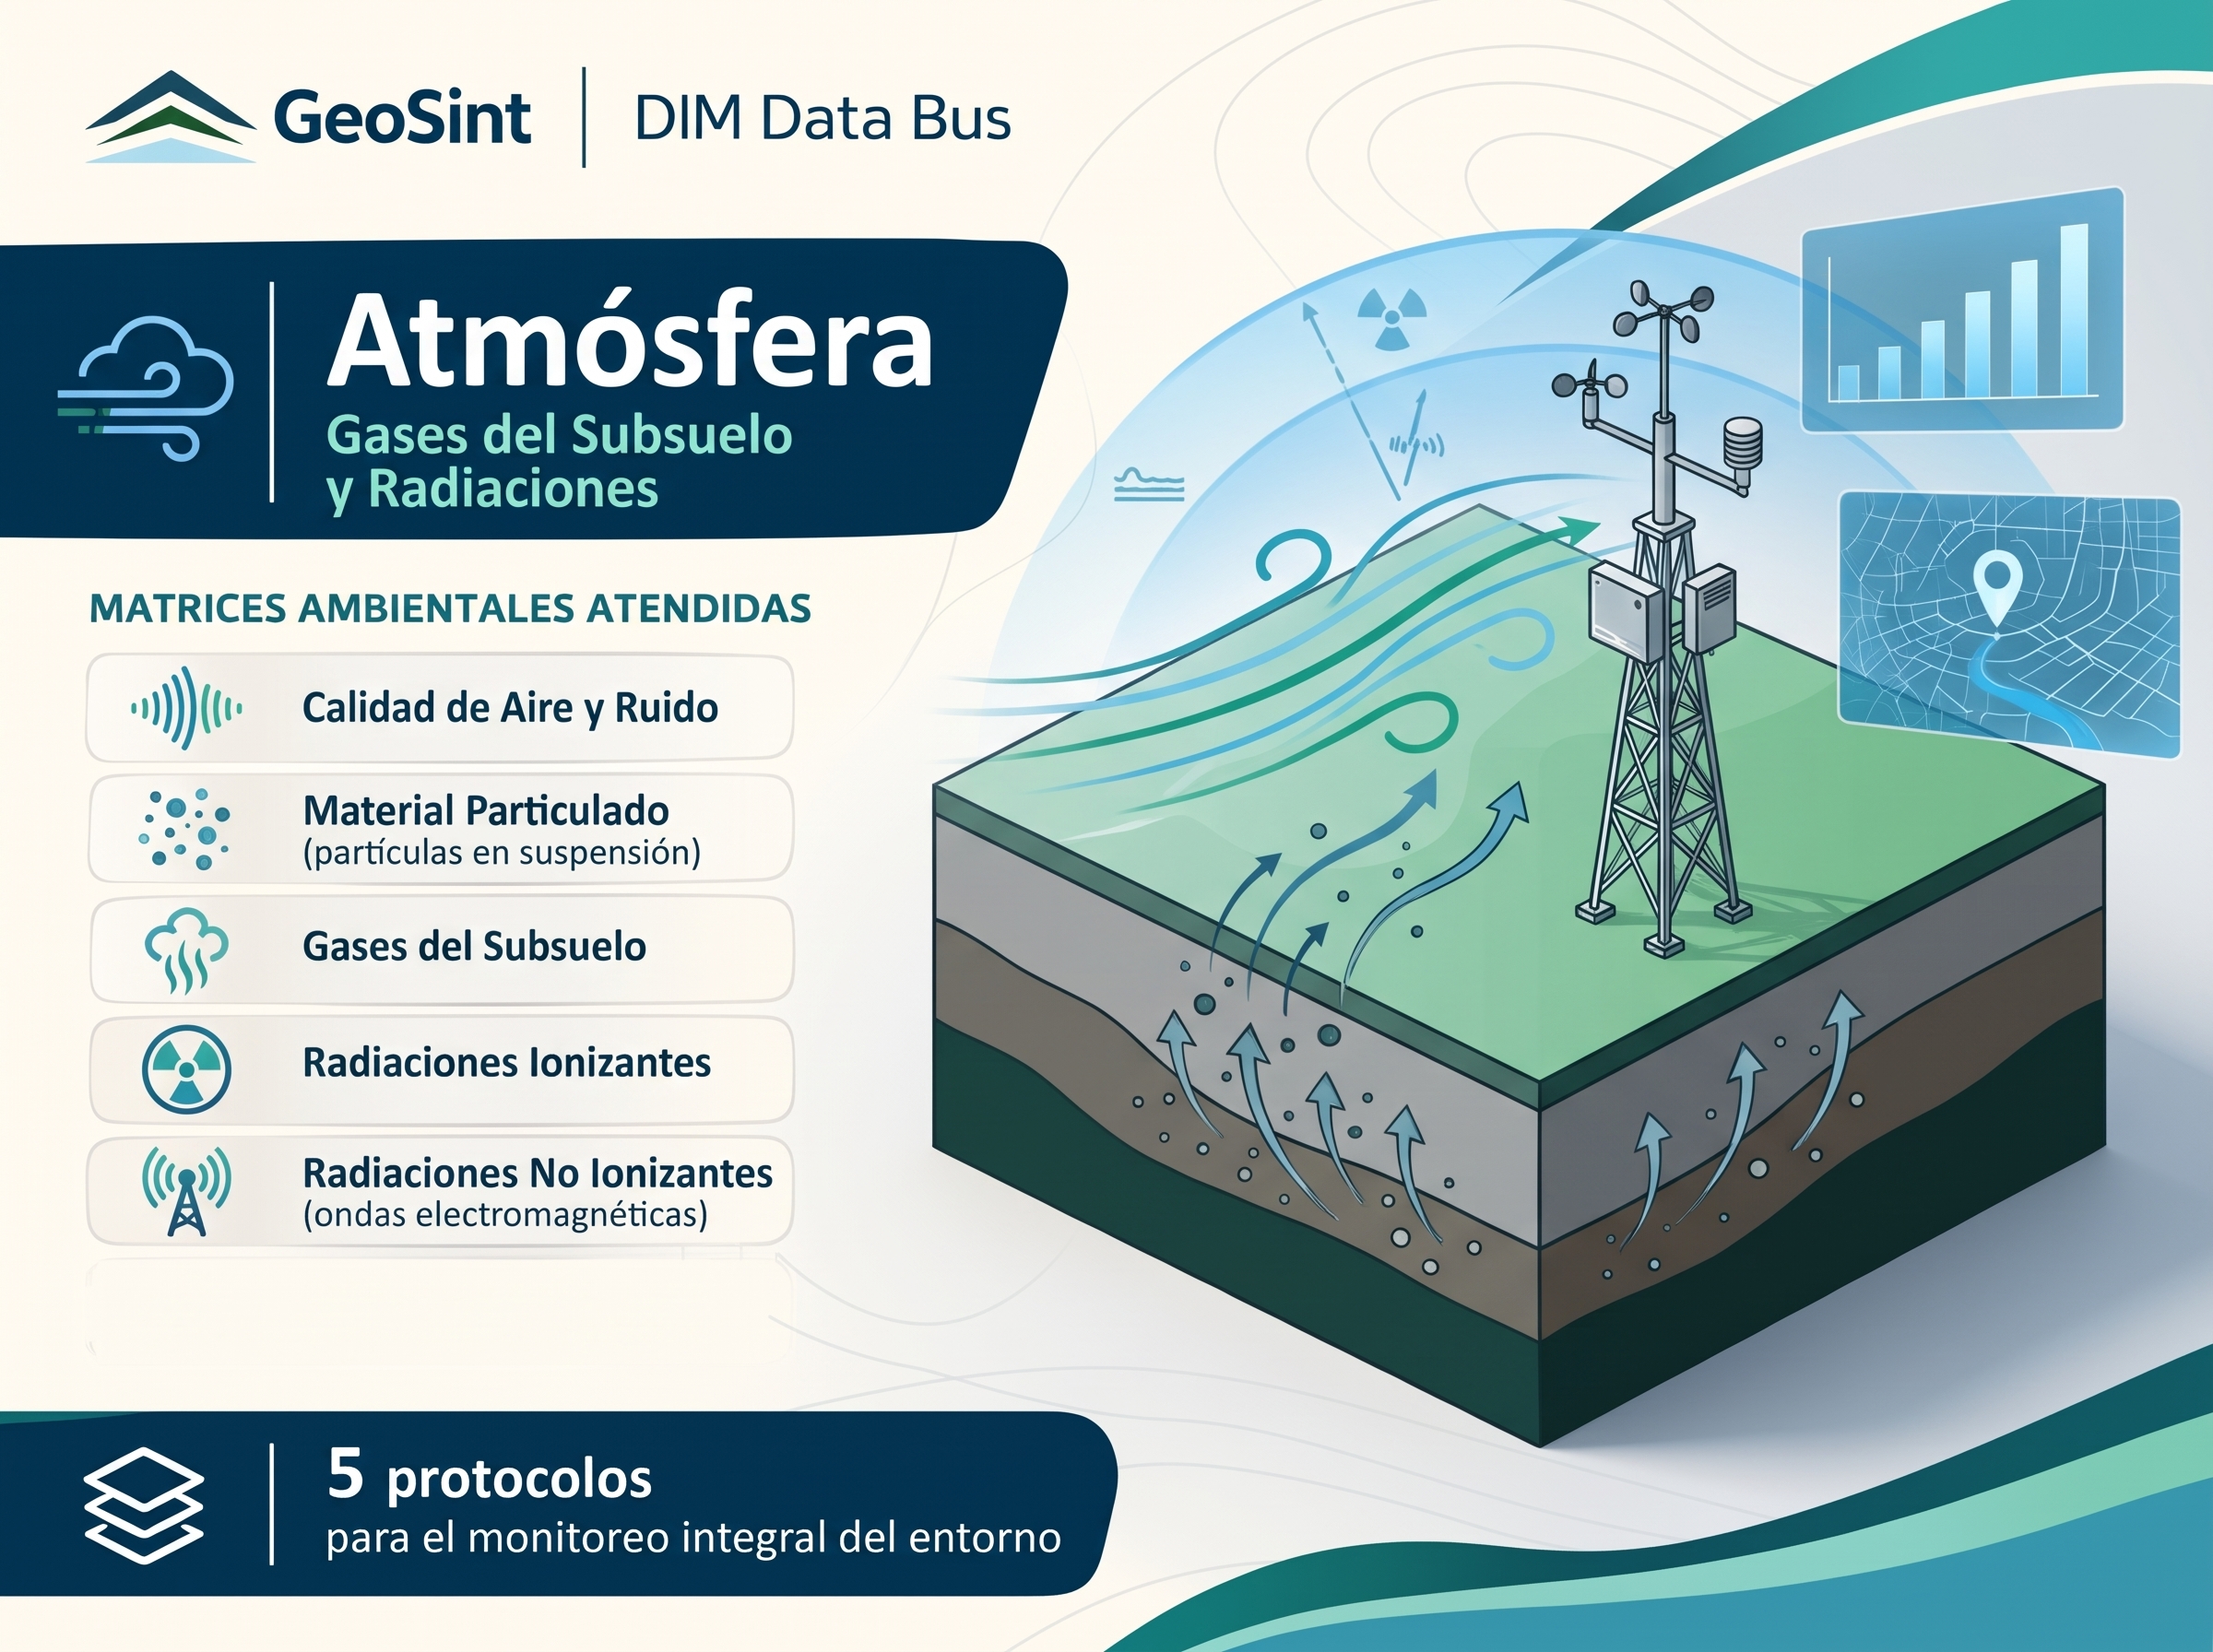 GeoSint
DIM Data Bus
Atmósfera
Gases del Subsuelo
y Radiaciones
MATRICES AMBIENTALES ATENDIDAS
Calidad de Aire y Ruido
Material Particulado
(partículas en suspensión)
Gases del Subsuelo
Radiaciones Ionizantes
Radiaciones No Ionizantes
(ondas electromagnéticas)
5 protocolos
para el monitoreo integral del entorno